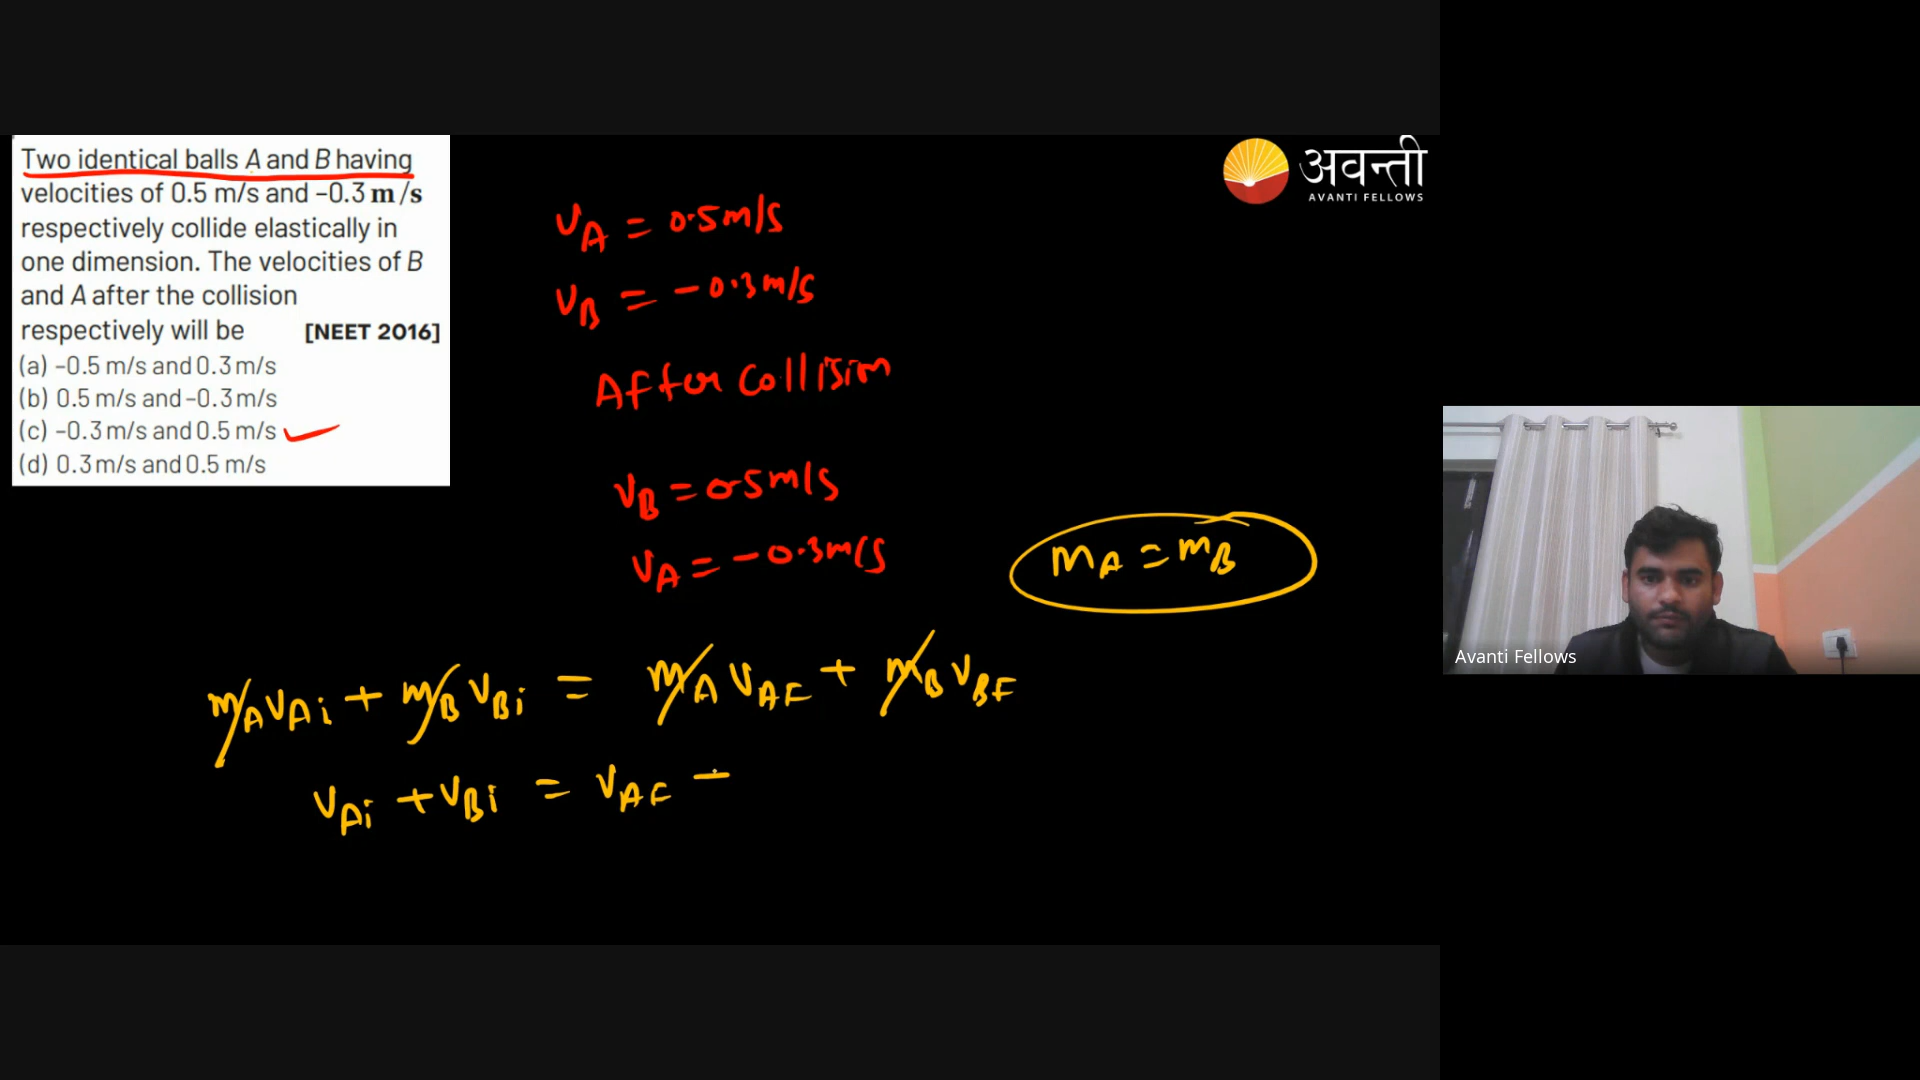 Two identical balls A and B having
velocities of 0.5 m/s and –0.3 m/s
respectively collide elastically in
one dimension. The velocities of B
and A after the collision
respectively will be [NEET 2016]
(a) –0.5 m/s and 0.3 m/s
(b) 0.5 m/s and –0.3 m/s
(c) –0.3 m/s and 0.5 m/s
(d) 0.3 m/s and 0.5 m/s
अवन्ती
AVANTI FELLOWS
vA = 0.5m/s
vB = -0.3m/s
After collision
vB = 0.5m/s
vA = -0.3m/s
mA = mB
mAvAi + mBvBi = mAvAF + mBvBF
vAi + vBi = vAF -
Avanti Fellows